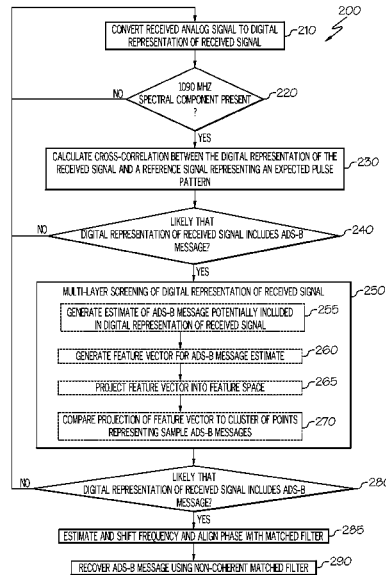 200
CONVERT RECEIVED ANALOG SIGNAL TO DIGITAL
REPRESENTATION OF RECEIVED SIGNAL
210
1090 MHZ
SPECTRAL COMPONENT PRESENT
?
220
NO
YES
CALCULATE CROSS-CORRELATION BETWEEN THE DIGITAL REPRESENTATION OF THE
RECEIVED SIGNAL AND A REFERENCE SIGNAL REPRESENTING AN EXPECTED PULSE
PATTERN
230
LIKELY THAT
DIGITAL REPRESENTATION OF RECEIVED SIGNAL INCLUDES ADS-B
MESSAGE?
240
NO
YES
MULTI-LAYER SCREENING OF DIGITAL REPRESENTATION OF RECEIVED SIGNAL
250
GENERATE ESTIMATE OF ADS-B MESSAGE POTENTIALLY INCLUDED
IN DIGITAL REPRESENTATION OF RECEIVED SIGNAL
255
GENERATE FEATURE VECTOR FOR ADS-B MESSAGE ESTIMATE
260
PROJECT FEATURE VECTOR INTO FEATURE SPACE
265
COMPARE PROJECTION OF FEATURE VECTOR TO CLUSTER OF POINTS
REPRESENTING SAMPLE ADS-B MESSAGES
270
LIKELY THAT
DIGITAL REPRESENTATION OF RECEIVED SIGNAL INCLUDES ADS-B
MESSAGE?
280
NO
YES
ESTIMATE AND SHIFT FREQUENCY AND ALIGN PHASE WITH MATCHED FILTER
285
RECOVER ADS-B MESSAGE USING NON-COHERENT MATCHED FILTER
290